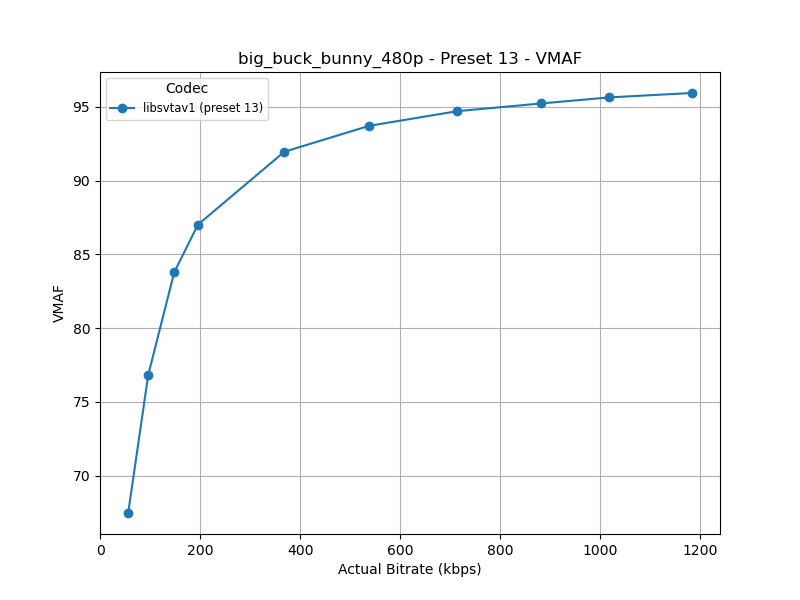 big_buck_bunny_480p - Preset 13 - VMAF
Codec
libsvtav1 (preset 13)
95
90
85
80
75
70
VMAF
0 200 400 600 800 1000 1200
Actual Bitrate (kbps)